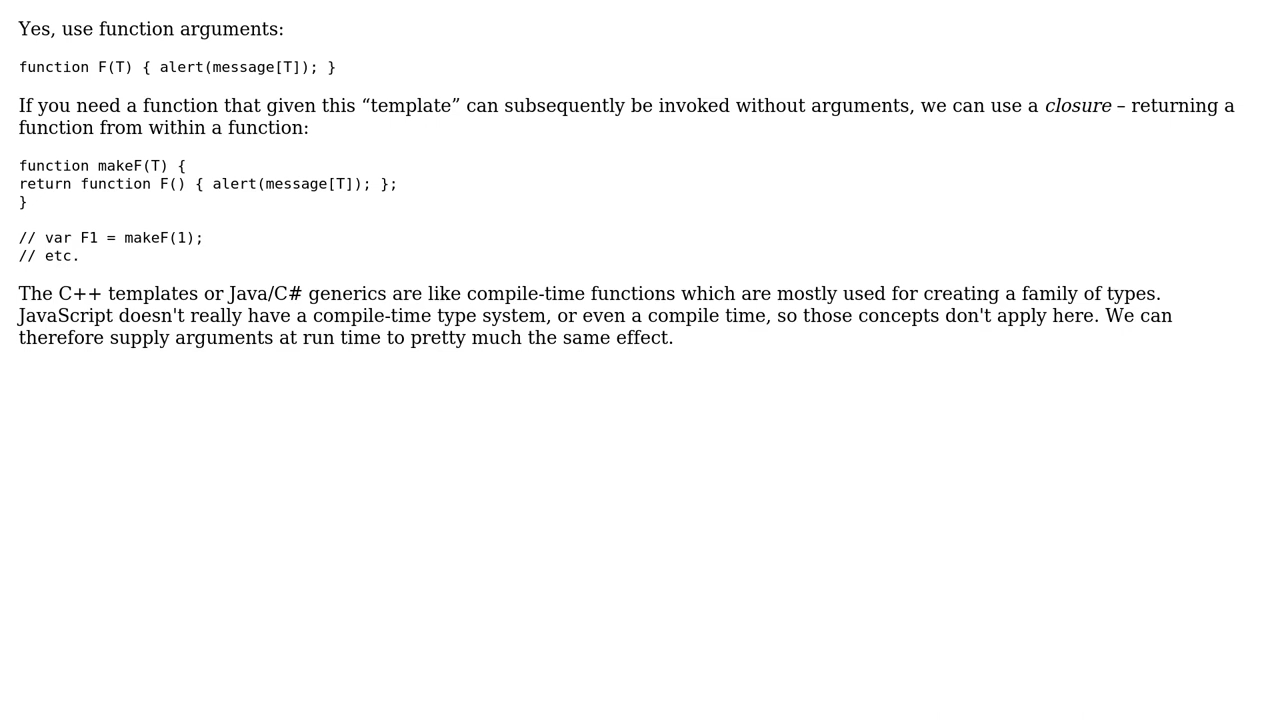 Yes, use function arguments:
function F(T) { alert(message[T]); }
If you need a function that given this “template” can subsequently be invoked without arguments, we can use a closure – returning a
function from within a function:
function makeF(T) {
return function F() { alert(message[T]); };
}
// var F1 = makeF(1);
// etc.
The C++ templates or Java/C# generics are like compile-time functions which are mostly used for creating a family of types.
JavaScript doesn't really have a compile-time type system, or even a compile time, so those concepts don't apply here. We can
therefore supply arguments at run time to pretty much the same effect.